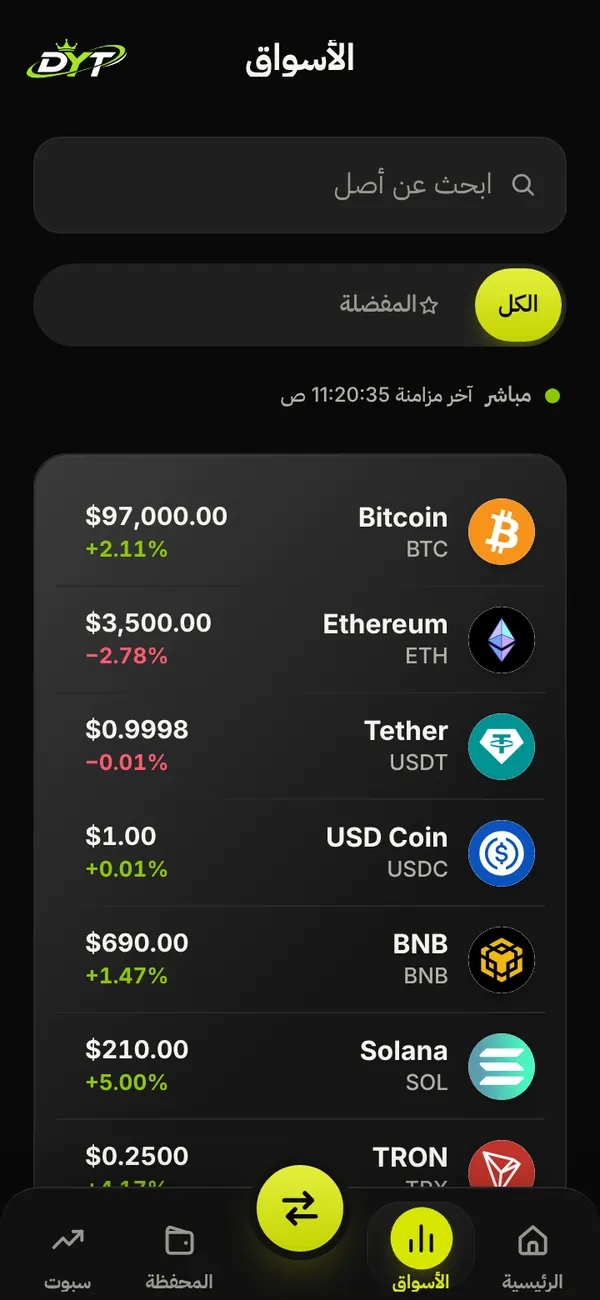 DYT
الأسواق
ابحث عن أصل
الكل
المفضلة
مباشر آخر مزامنة 11:20:35 ص
Bitcoin $97,000.00
BTC +2.11%
Ethereum $3,500.00
ETH −2.78%
Tether $0.9998
USDT −0.01%
USD Coin $1.00
USDC +0.01%
BNB $690.00
BNB +1.47%
Solana $210.00
SOL +5.00%
TRON $0.2500
TRX +4.17%
الرئيسية
الأسواق
المحفظة
سبوت